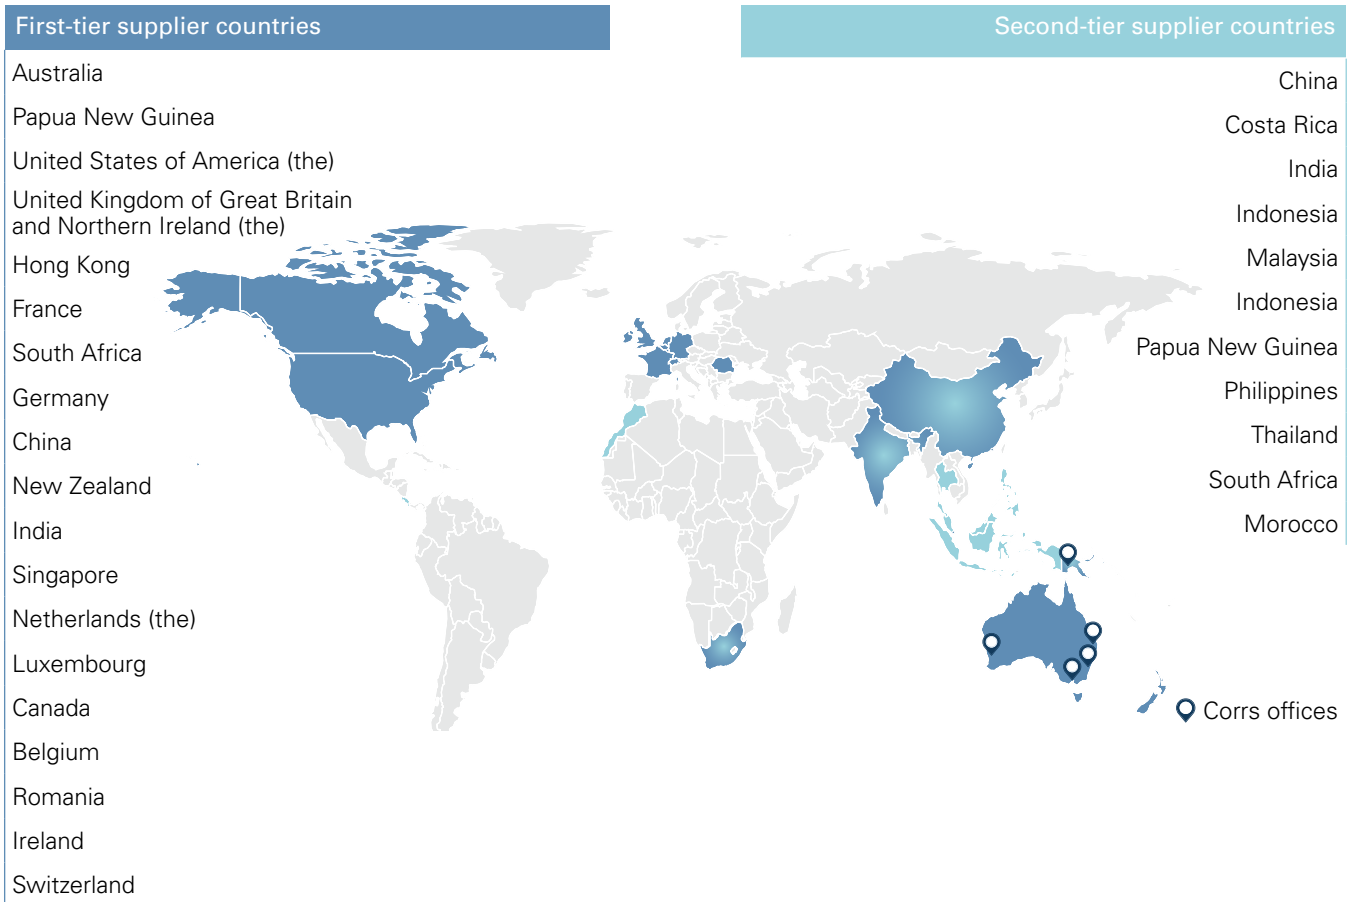 First-tier supplier countries
Australia
Papua New Guinea
United States of America (the)
United Kingdom of Great Britain
and Northern Ireland (the)
Hong Kong
France
South Africa
Germany
China
New Zealand
India
Singapore
Netherlands (the)
Luxembourg
Canada
Belgium
Romania
Ireland
Switzerland
Second-tier supplier countries
China
Costa Rica
India
Indonesia
Malaysia
Indonesia
Papua New Guinea
Philippines
Thailand
South Africa
Morocco
Corrs offices